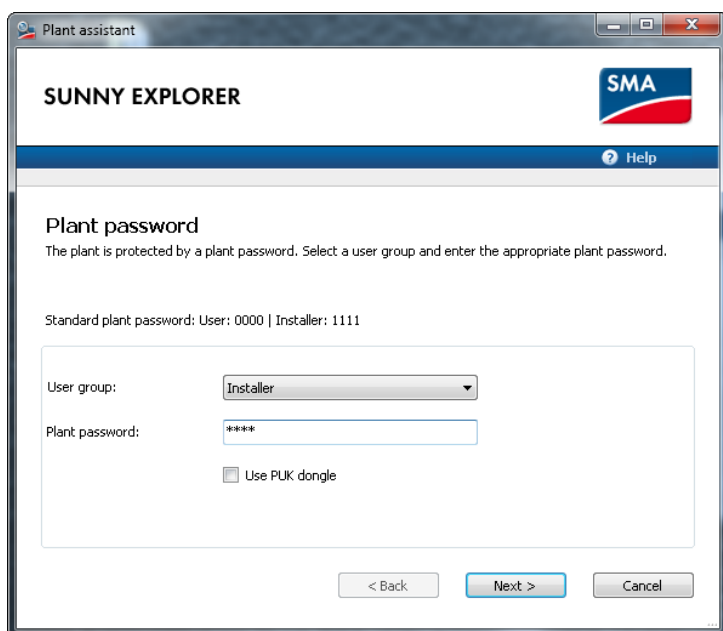 Plant assistant
SUNNY EXPLORER
SMA
? Help
Plant password
The plant is protected by a plant password. Select a user group and enter the appropriate plant password.
Standard plant password: User: 0000 | Installer: 1111
User group:
Installer
Plant password:
****
Use PUK dongle
< Back
Next >
Cancel